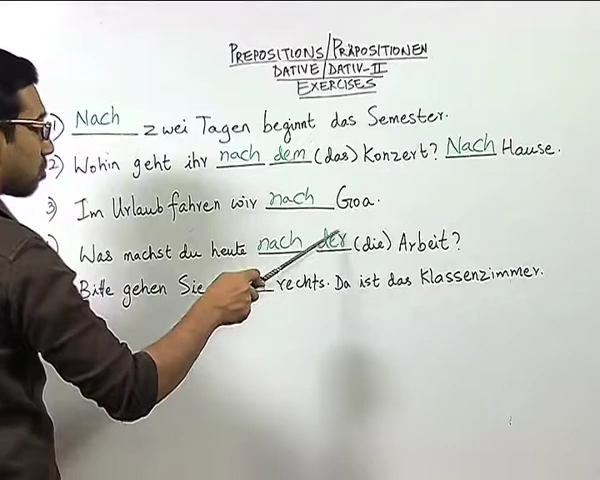 PREPOSITIONS/PRÄPOSITIONEN
DATIVE/DATIV-II
EXERCISES
1) Nach zwei Tagen beginnt das Semester.
2) Wohin geht ihr nach dem (das) Konzert? Nach Hause.
3) Im Urlaub fahren wir nach Goa.
Was machst du heute nach der (die) Arbeit?
Bitte gehen Sie rechts. Da ist das Klassenzimmer.